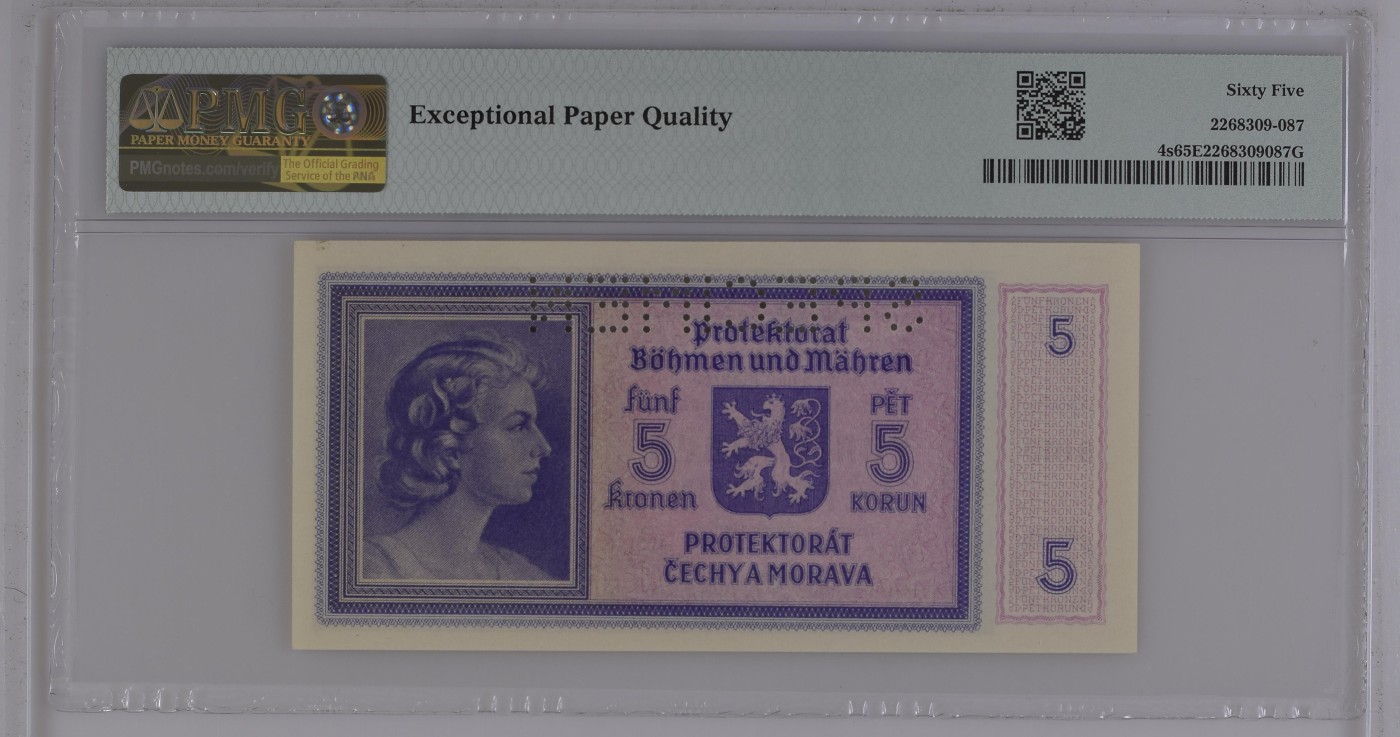 PMG
PAPER MONEY GUARANTY
PMGnotes.com/verify
The Official Grading
Service of the ANA
Exceptional Paper Quality
Sixty Five
2268309-087
4s65E2268309087G
Protektorat
Böhmen und Mähren
fünf
5
Kronen
PĚT
5
KORUN
PROTEKTORÁT
ČECHY A MORAVA
5
5